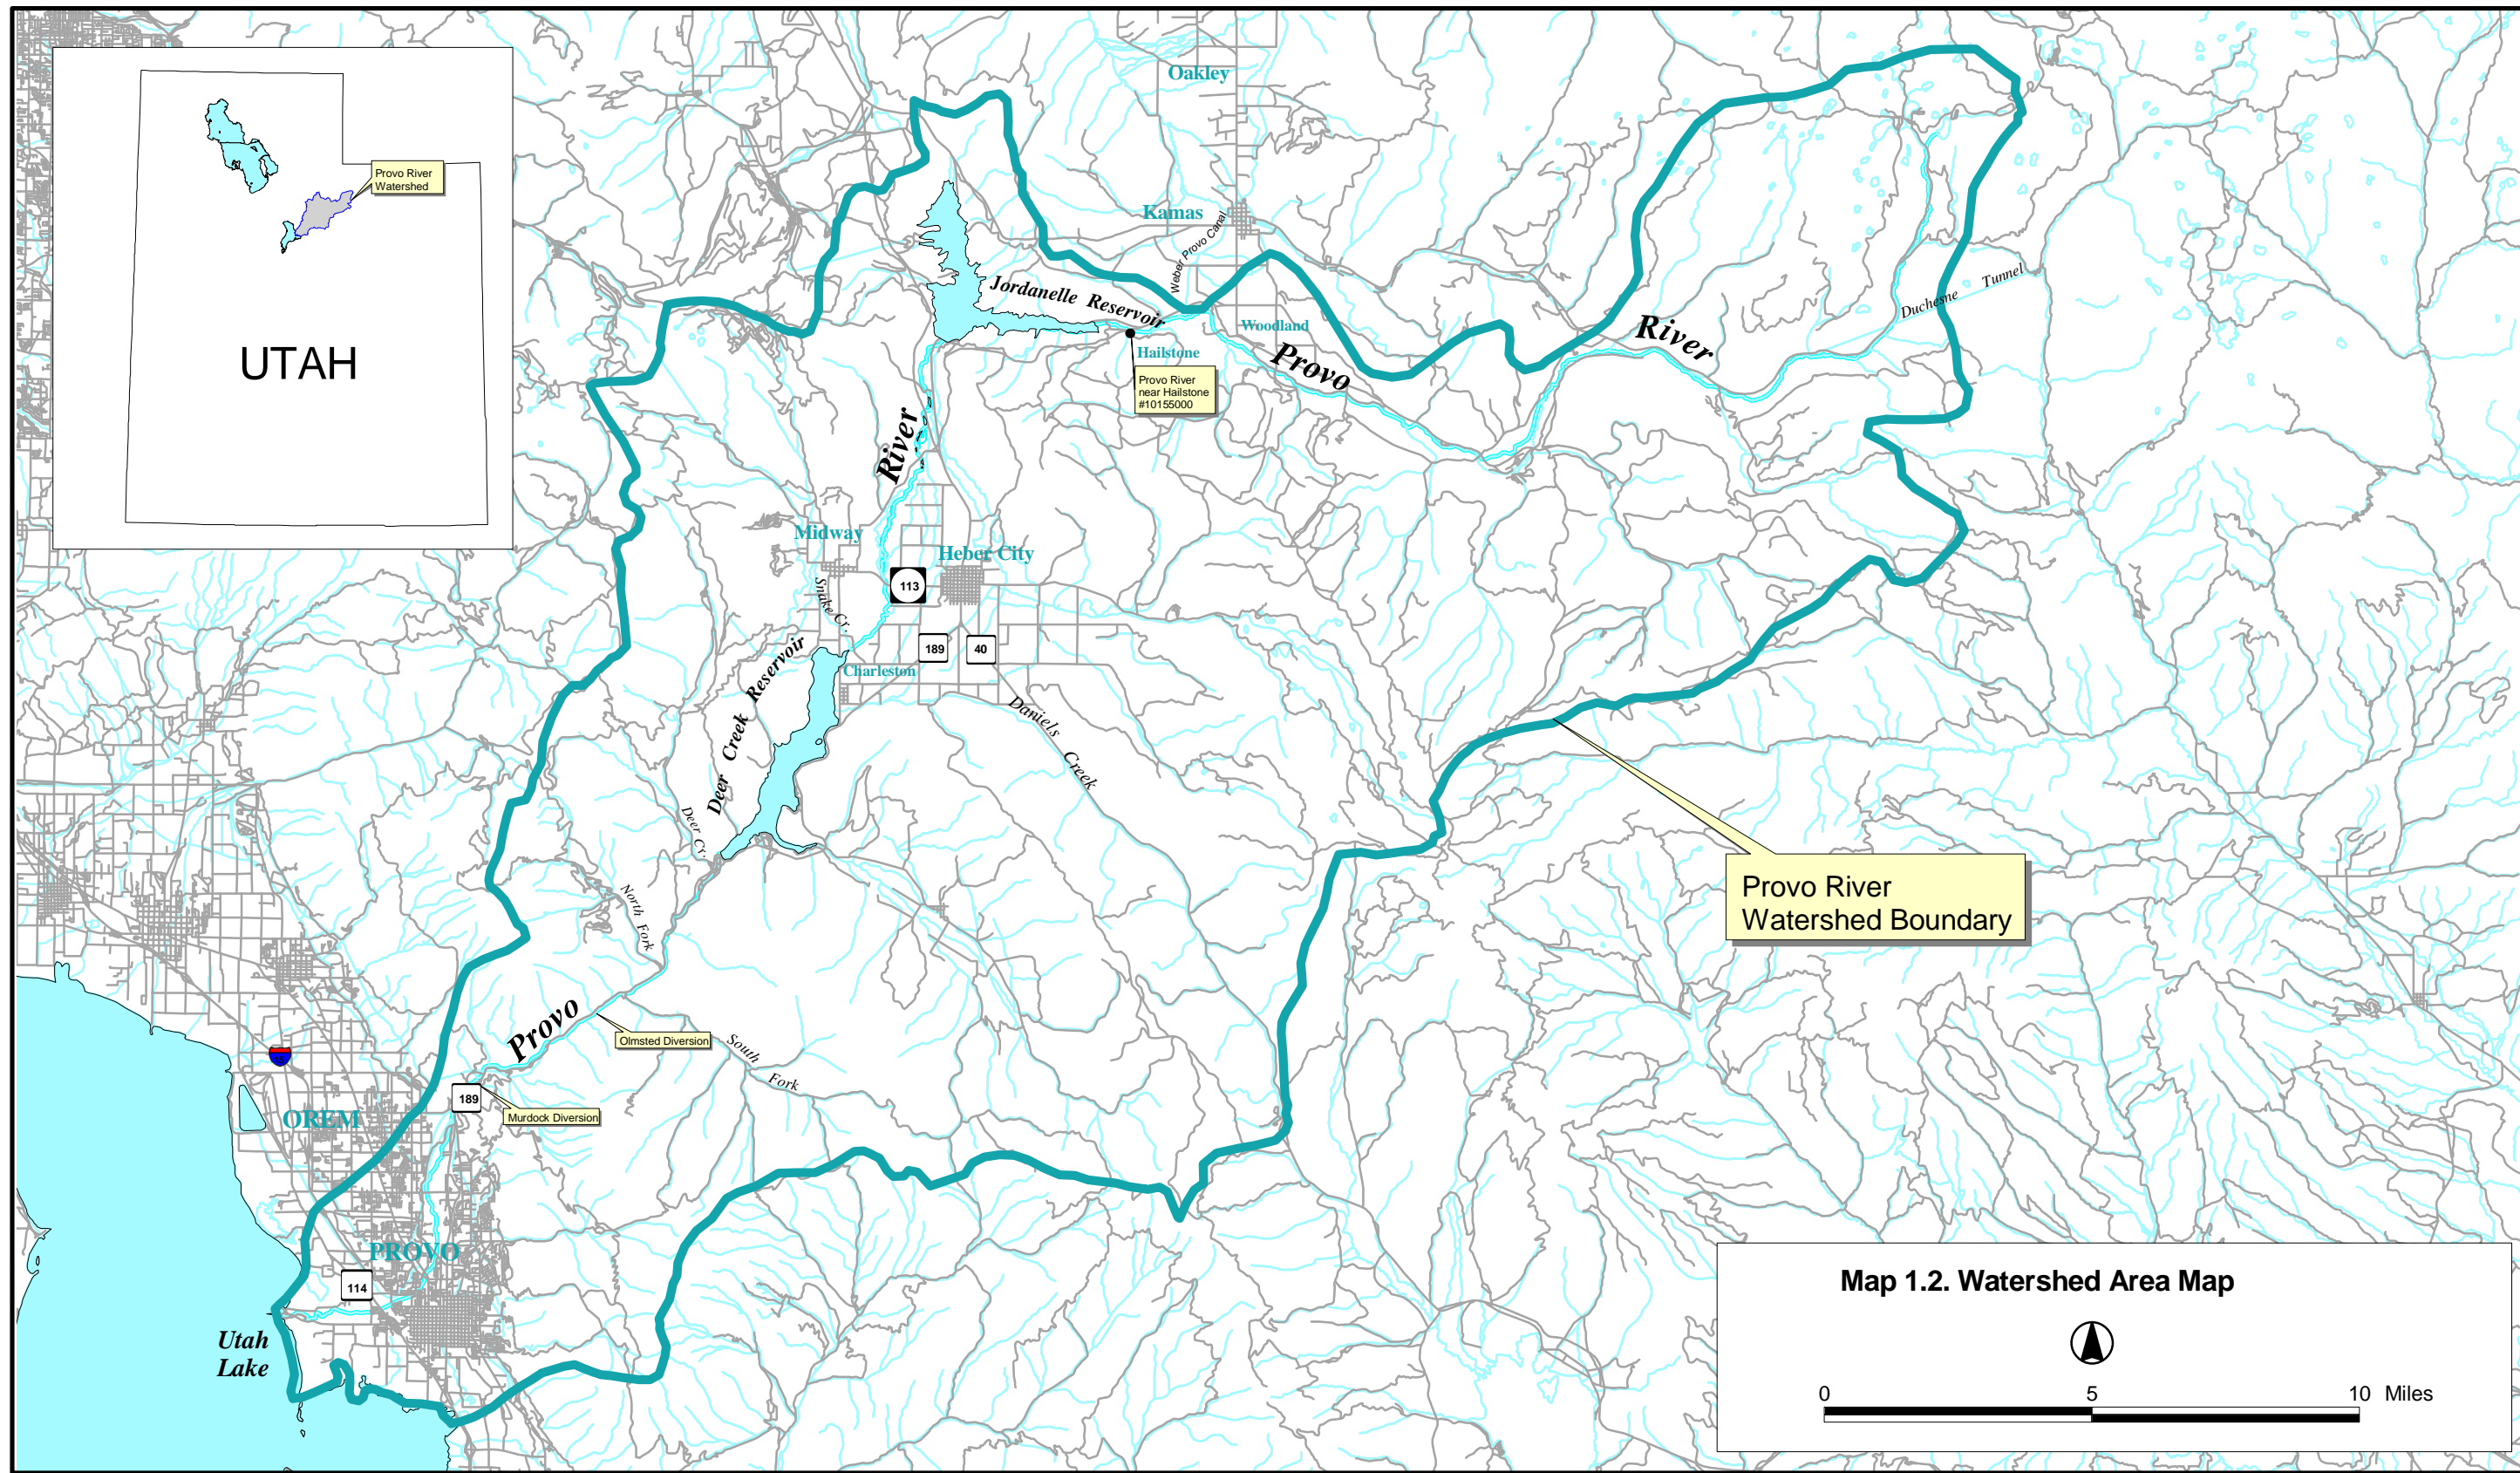 Oakley
Provo River
Watershed
Kamas
Weber Provo Canal
Jordanelle Reservoir
Duchesne Tunnel
Woodland
River
UTAH
Hailstone
Provo
Provo River
near Hailstone
#10155000
River
Midway
Heber City
113
Snake Cr.
189
40
Deer Creek Reservoir
Charleston
Daniels Creek
Deer Cr.
Provo River
Watershed Boundary
North Fork
Provo
Olmsted Diversion
South Fork
15
189
Murdock Diversion
OREM
PROVO
114
Utah
Lake
Map 1.2. Watershed Area Map
0 5 10 Miles